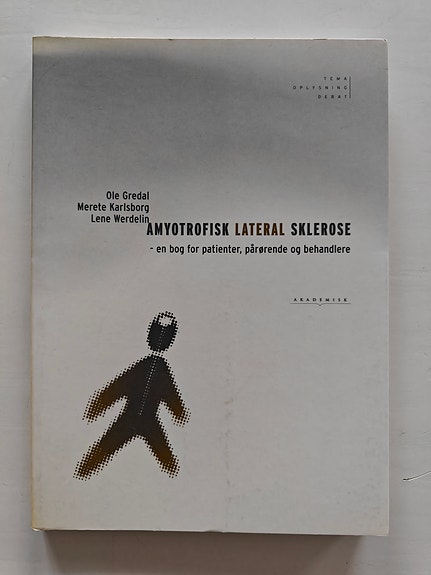 TEMA
OPLYSNING
DEBAT
Ole Gredal
Merete Karlsborg
Lene Werdelin
AMYOTROFISK LATERAL SKLEROSE
- en bog for patienter, pårørende og behandlere
AKADEMISK